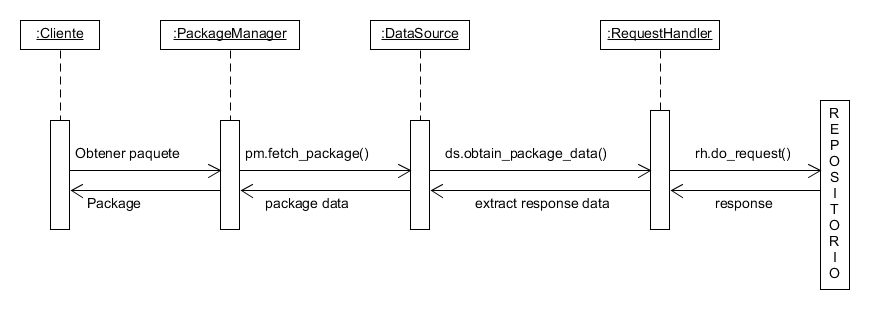 :Cliente
:PackageManager
:DataSource
:RequestHandler
Obtener paquete
pm.fetch_package()
ds.obtain_package_data()
rh.do_request()
Package
package data
extract response data
response
REPOSITORIO